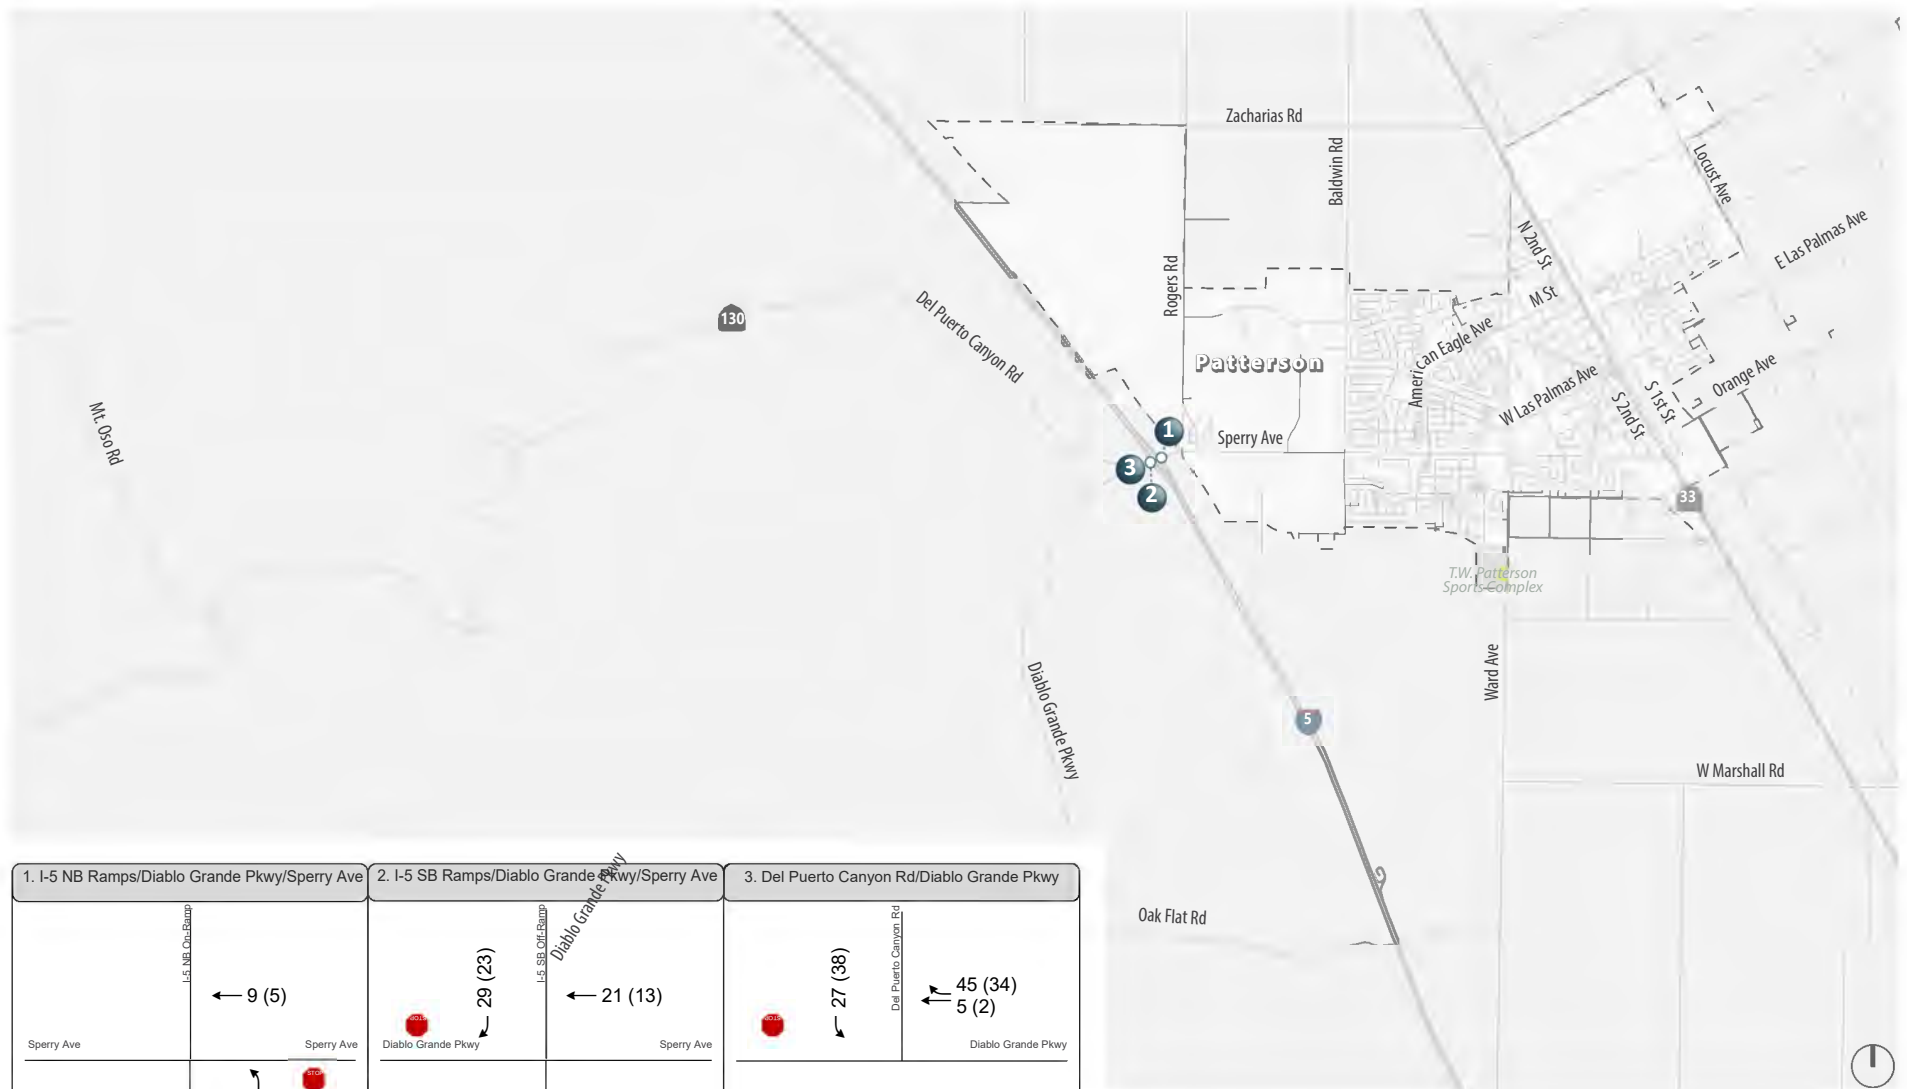 Zacharias Rd
Baldwin Rd
Locust Ave
E Las Palmas Ave
N 2nd St
Rogers Rd
M St
130
Del Puerto Canyon Rd
American Eagle Ave
Patterson
Orange Ave
W Las Palmas Ave
S 1st St
S 2nd St
Mt. Oso Rd
1
Sperry Ave
3
2
33
T.W. Patterson
Sports Complex
Ward Ave
Diablo Grande Pkwy
5
W Marshall Rd
Oak Flat Rd
Diablo Grande Pkwy
1. I-5 NB Ramps/Diablo Grande Pkwy/Sperry Ave
I-5 NB On-Ramp
9 (5)
Sperry Ave
Sperry Ave
STOP
2. I-5 SB Ramps/Diablo Grande Pkwy/Sperry Ave
I-5 SB Off-Ramp
29 (23)
21 (13)
STOP
Diablo Grande Pkwy
Sperry Ave
3. Del Puerto Canyon Rd/Diablo Grande Pkwy
Del Puerto Canyon Rd
27 (38)
45 (34)
5 (2)
STOP
Diablo Grande Pkwy